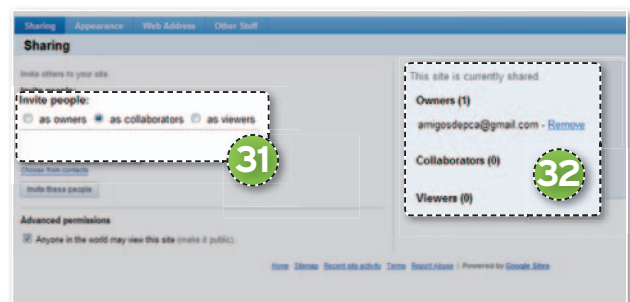 Sharing Appearance Web Address Other Stuff
Sharing
Invite others to your site.
Invite people:
as owners as collaborators as viewers
31
Choose from contacts
Invite these people
Advanced permissions
Anyone in the world may view this site (make it public)
This site is currently shared
Owners (1)
amigosdepca@gmail.com - Remove
Collaborators (0)
32
Viewers (0)
Home Sitemap Recent site activity Terms Report Abuse | Powered by Google Sites